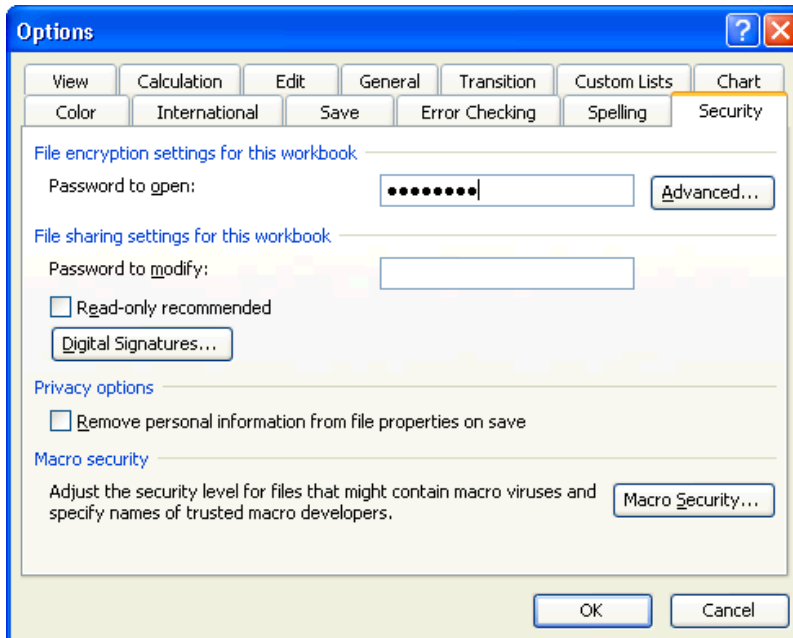 Options
View Calculation Edit General Transition Custom Lists Chart
Color International Save Error Checking Spelling Security
File encryption settings for this workbook
Password to open: ●●●●●●●● Advanced...
File sharing settings for this workbook
Password to modify:
Read-only recommended
Digital Signatures...
Privacy options
Remove personal information from file properties on save
Macro security
Adjust the security level for files that might contain macro viruses and
specify names of trusted macro developers.
Macro Security...
OK Cancel